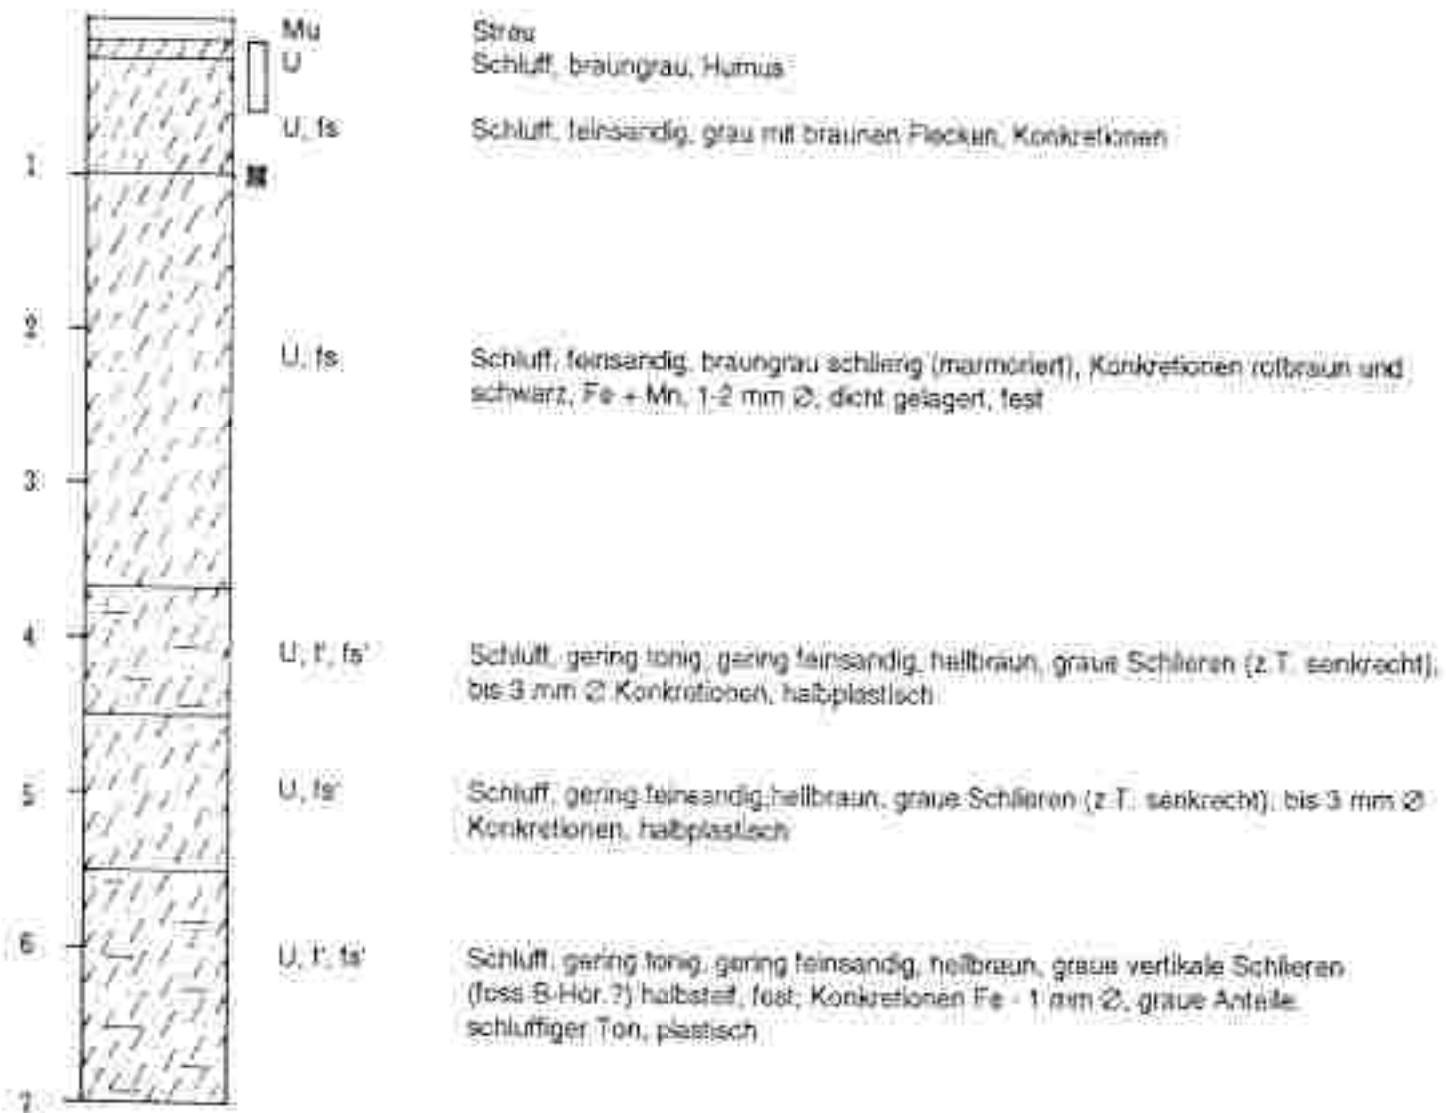 Mu Streu
U Schluff, braungrau, Humus
U, fs Schluff, feinsandig, grau mit braunen Flecken, Konkretionen
1
2
U, fs Schluff, feinsandig, braungrau schlierig (marmoriert), Konkretionen rotbraun und
schwarz, Fe + Mn, 1-2 mm Ø, dicht gelagert, fest
3
4
U, t', fs' Schluff, gering tonig, gering feinsandig, hellbraun, graue Schlieren (z.T. senkrecht),
bis 3 mm Ø Konkretionen, halbplastisch
5
U, fs' Schluff, gering feinsandig, hellbraun, graue Schlieren (z.T. senkrecht), bis 3 mm Ø
Konkretionen, halbplastisch
6
U, t', fs' Schluff, gering tonig, gering feinsandig, hellbraun, graue vertikale Schlieren
(foss B-Hor.?) halbsteif, fest, Konkretionen Fe - 1 mm Ø, graue Anteile
schluffiger Ton, plastisch
7